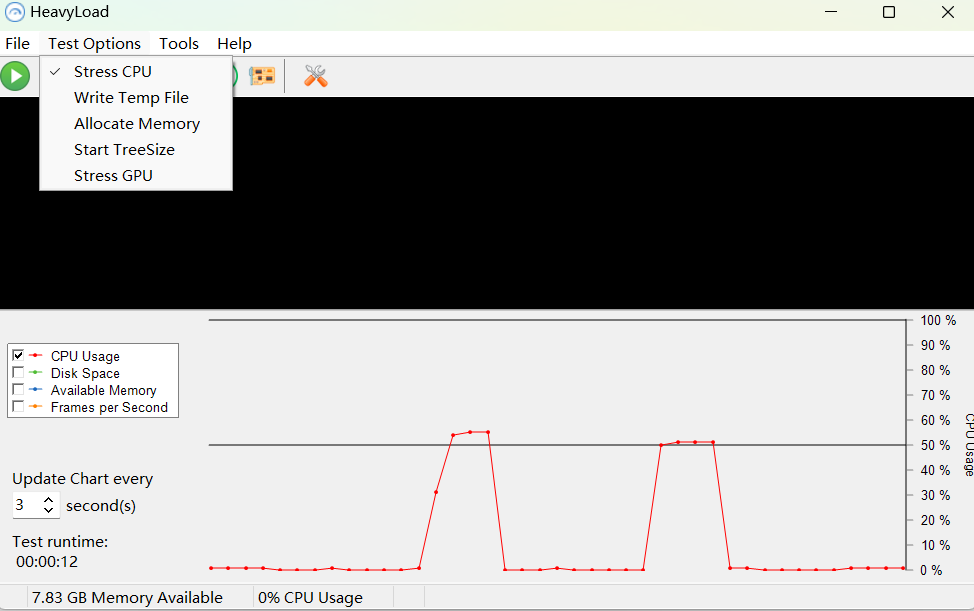 HeavyLoad
File Test Options Tools Help
Stress CPU
Write Temp File
Allocate Memory
Start TreeSize
Stress GPU
100 %
90 %
80 %
70 %
60 %
50 %
40 %
30 %
20 %
10 %
0 %
CPU Usage
CPU Usage
Disk Space
Available Memory
Frames per Second
Update Chart every
3 second(s)
Test runtime:
00:00:12
7.83 GB Memory Available 0% CPU Usage